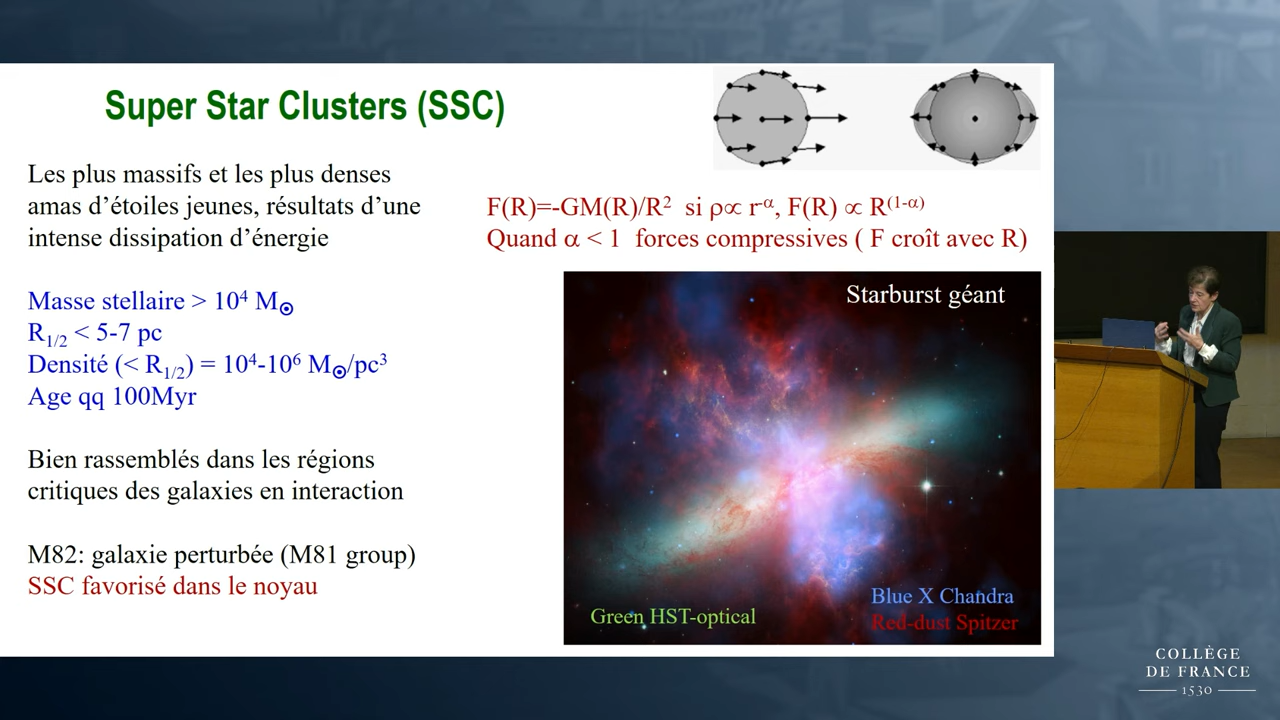 Super Star Clusters (SSC)
Les plus massifs et les plus denses
amas d’étoiles jeunes, résultats d’une
intense dissipation d’énergie
Masse stellaire > 10⁴ M☉
R₁/₂ < 5-7 pc
Densité (< R₁/₂) = 10⁴-10⁶ M☉/pc³
Age qq 100Myr
Bien rassemblés dans les régions
critiques des galaxies en interaction
M82: galaxie perturbée (M81 group)
SSC favorisé dans le noyau
F(R)=-GM(R)/R² si ρ∝ r^-α, F(R) ∝ R^(1-α)
Quand α < 1 forces compressives ( F croît avec R)
Starburst géant
Green HST-optical
Blue X Chandra
Red-dust Spitzer
COLLÈGE
DE FRANCE
1530